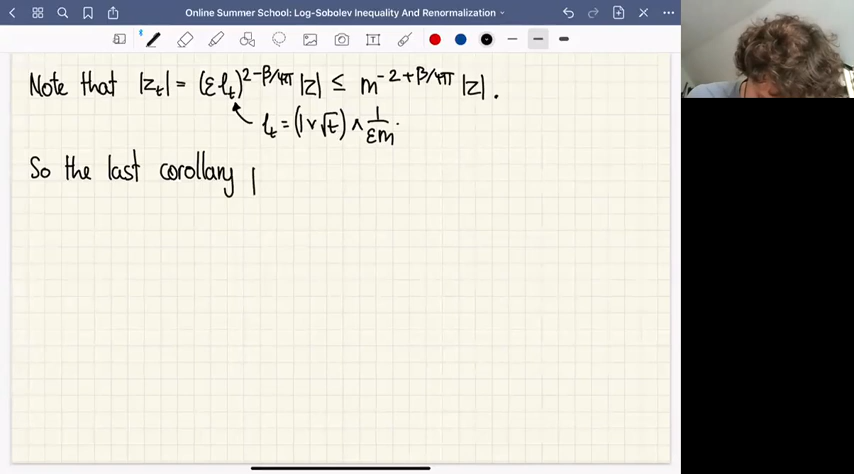 Online Summer School: Log-Sobolev Inequality And Renormalization
T
Note that |z_t| = (εℓ_t)^{2-β/4π} |z| ≤ m^{-2+β/4π} |z|.
ℓ_t = (1∨√t) ∧ 1/εm
So the last corollary